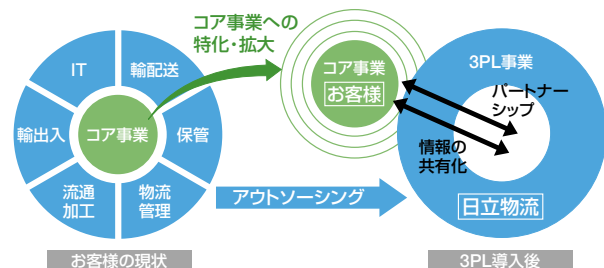 コア事業への
特化・拡大
IT
輸配送
輸出入
コア事業
保管
流通
加工
物流
管理
お客様の現状
アウトソーシング
コア事業
お客様
3PL事業
パートナー
シップ
情報の
共有化
日立物流
3PL導入後